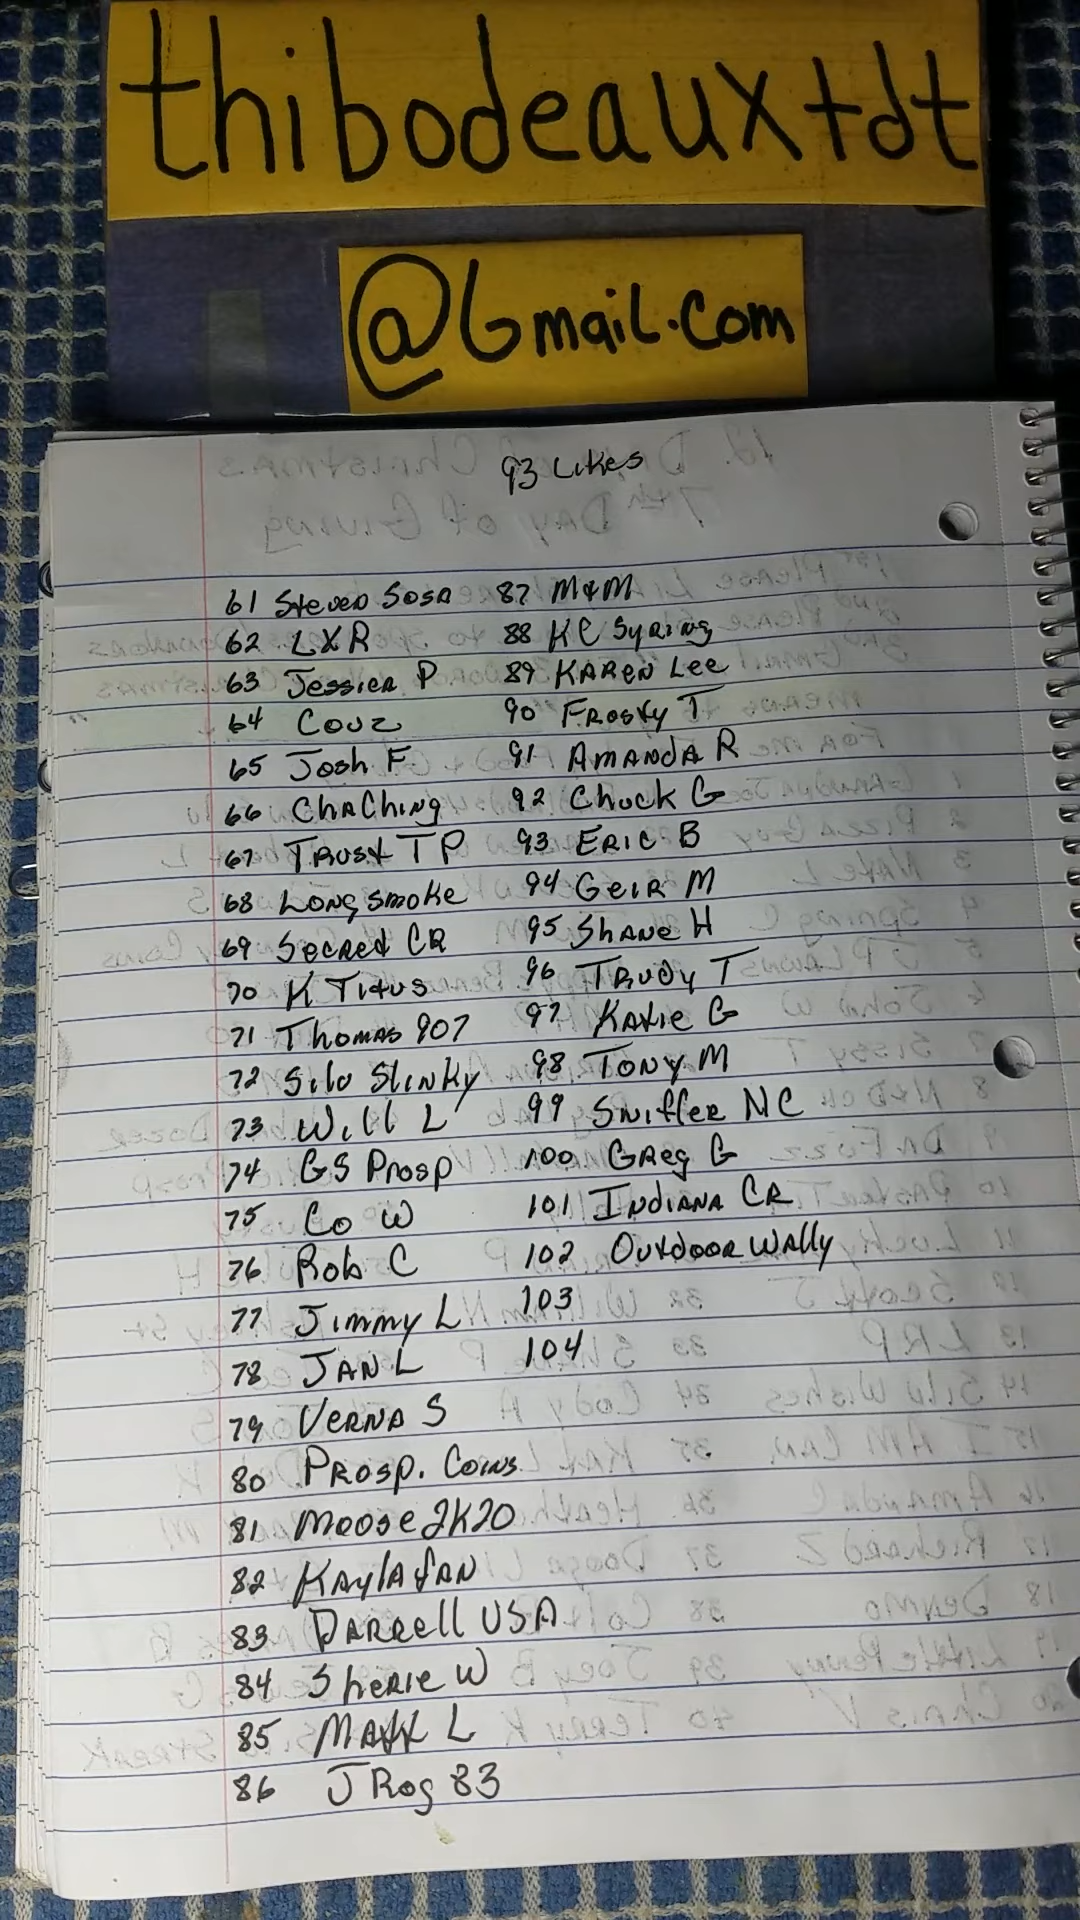 thibodeauxtdt
@Gmail.com
93 Likes
61 Steven Sosa 87 M&M
62 LXR 88 KC Syring
63 Jessica P 89 Karen Lee
64 Couz 90 Frosty T
65 Josh F 91 Amanda R
66 ChaChing 92 Chuck G
67 Trust TP 93 Eric B
68 Longsmoke 94 Geir M
69 Secred CR 95 Shane H
70 K Titus 96 Trudy T
71 Thomas 907 97 Katie G
72 Silv Slinky 98 Tony M
73 Will L 99 Sniffer NC
74 GS Prosp 100 Greg G
75 Co W 101 Indiana CR
76 Rob C 102 Outdoor Wally
77 Jimmy L 103
78 Jan L 104
79 Verna S
80 Prosp. Coins
81 Moose2K20
82 Kaylafan
83 Darrell USA
84 Sherie W
85 Matt L
86 JRog 83